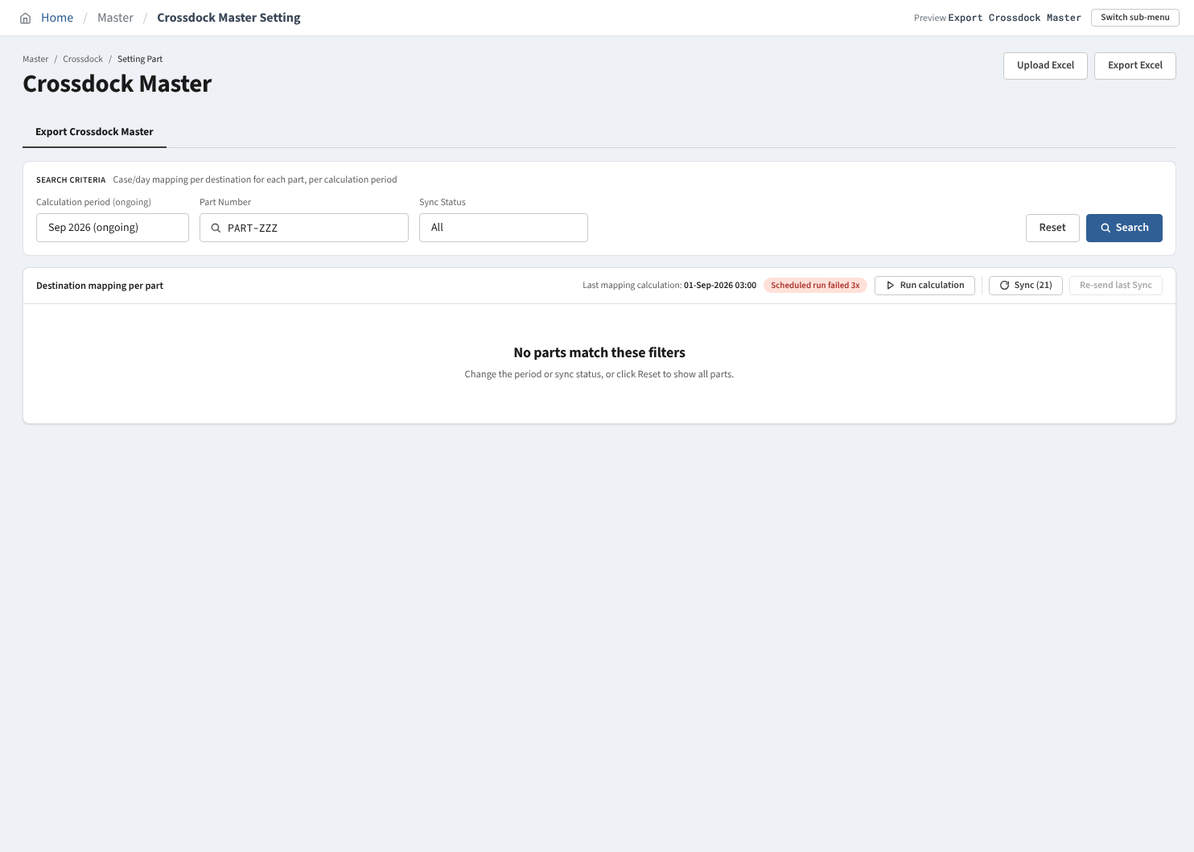 Home / Master / Crossdock Master Setting
Preview Export Crossdock Master Switch sub-menu
Master / Crossdock / Setting Part
Crossdock Master
Upload Excel Export Excel
Export Crossdock Master
SEARCH CRITERIA Case/day mapping per destination for each part, per calculation period
Calculation period (ongoing) Part Number Sync Status
Sep 2026 (ongoing) PART-ZZZ All Reset Search
Destination mapping per part Last mapping calculation: 01-Sep-2026 03:00 Scheduled run failed 3x Run calculation Sync (21) Re-send last Sync
No parts match these filters
Change the period or sync status, or click Reset to show all parts.